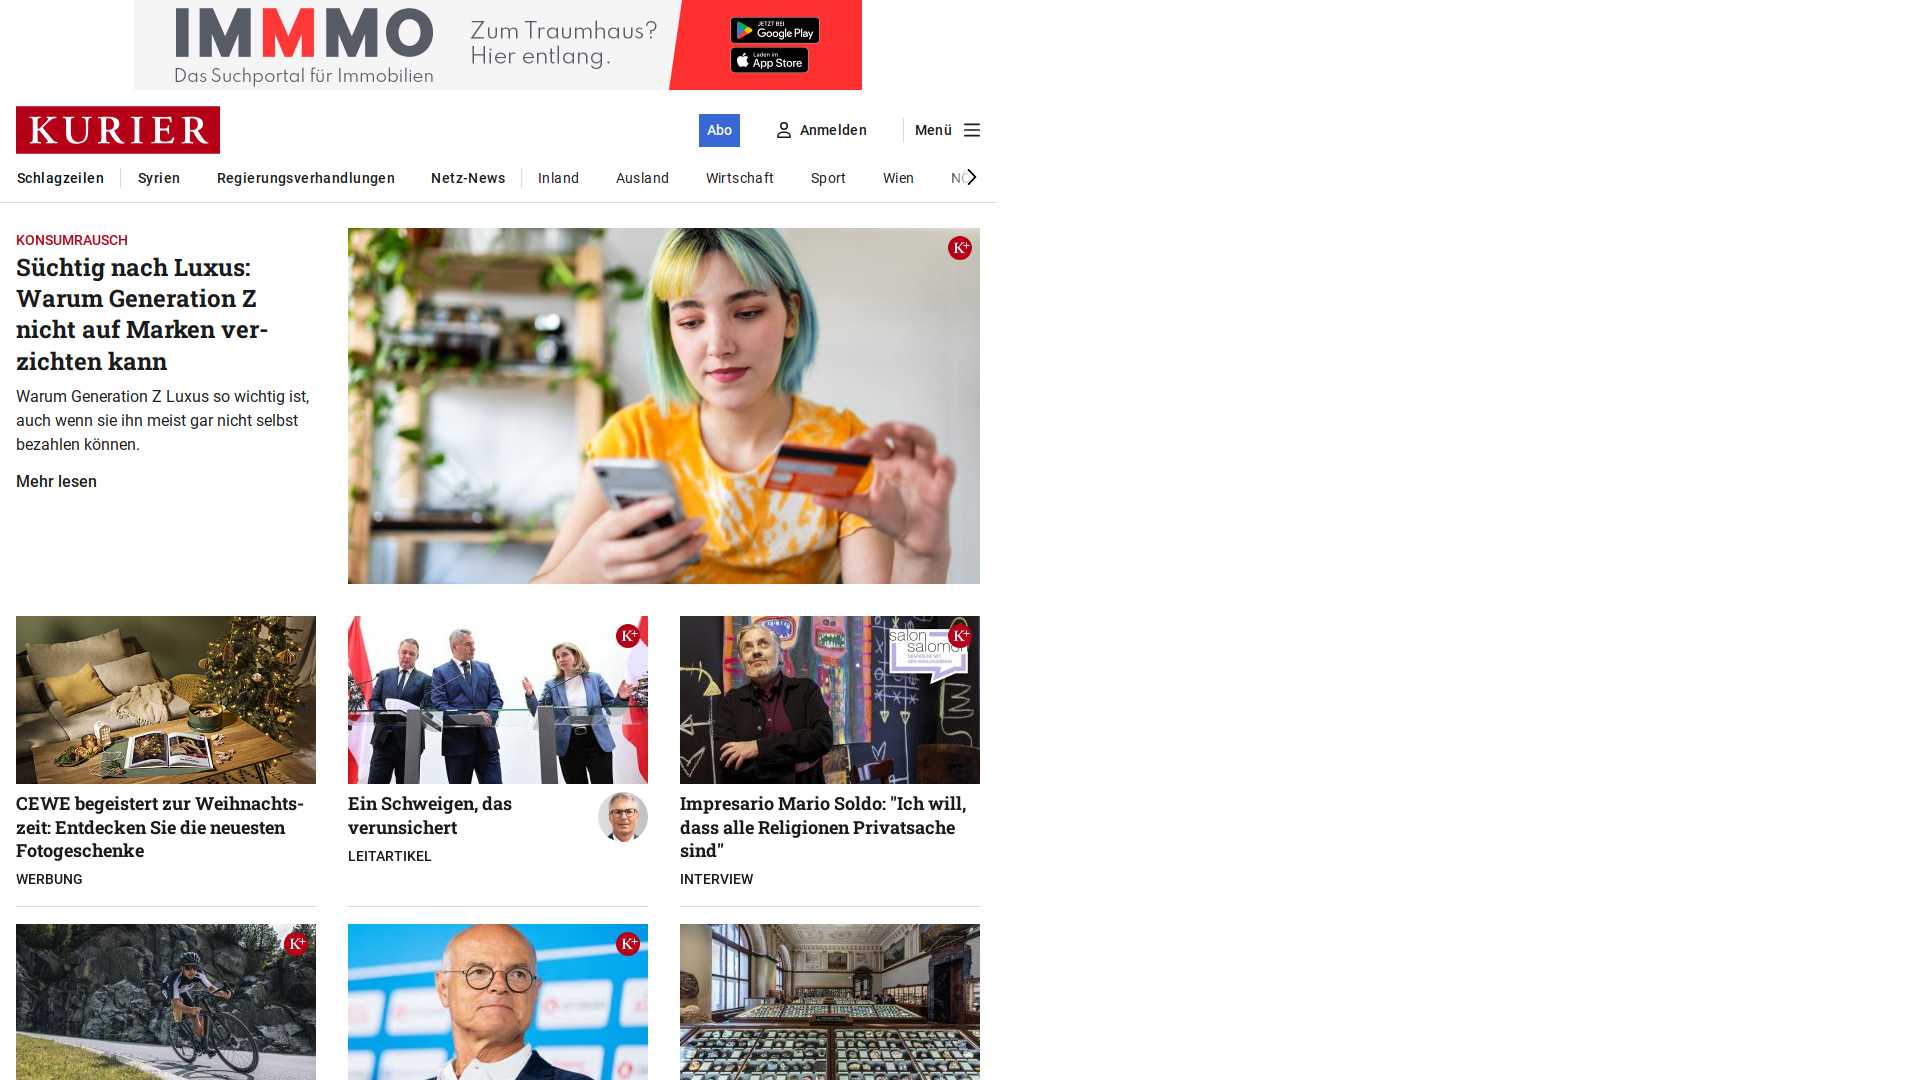 IMMMO
Das Suchportal für Immobilien
Zum Traumhaus?
Hier entlang.
JETZT BEI
Google Play
Laden im
App Store
KURIER
Abo
Anmelden
Menü
Schlagzeilen
Syrien
Regierungsverhandlungen
Netz-News
Inland
Ausland
Wirtschaft
Sport
Wien
KONSUMRAUSCH
Süchtig nach Luxus:
Warum Generation Z
nicht auf Marken ver-
zichten kann
Warum Generation Z Luxus so wichtig ist,
auch wenn sie ihn meist gar nicht selbst
bezahlen können.
Mehr lesen
K+
K+
salon
K+
CEWE begeistert zur Weihnachts-
zeit: Entdecken Sie die neuesten
Fotogeschenke
WERBUNG
Ein Schweigen, das
verunsichert
LEITARTIKEL
Impresario Mario Soldo: "Ich will,
dass alle Religionen Privatsache
sind"
INTERVIEW
K+
K+